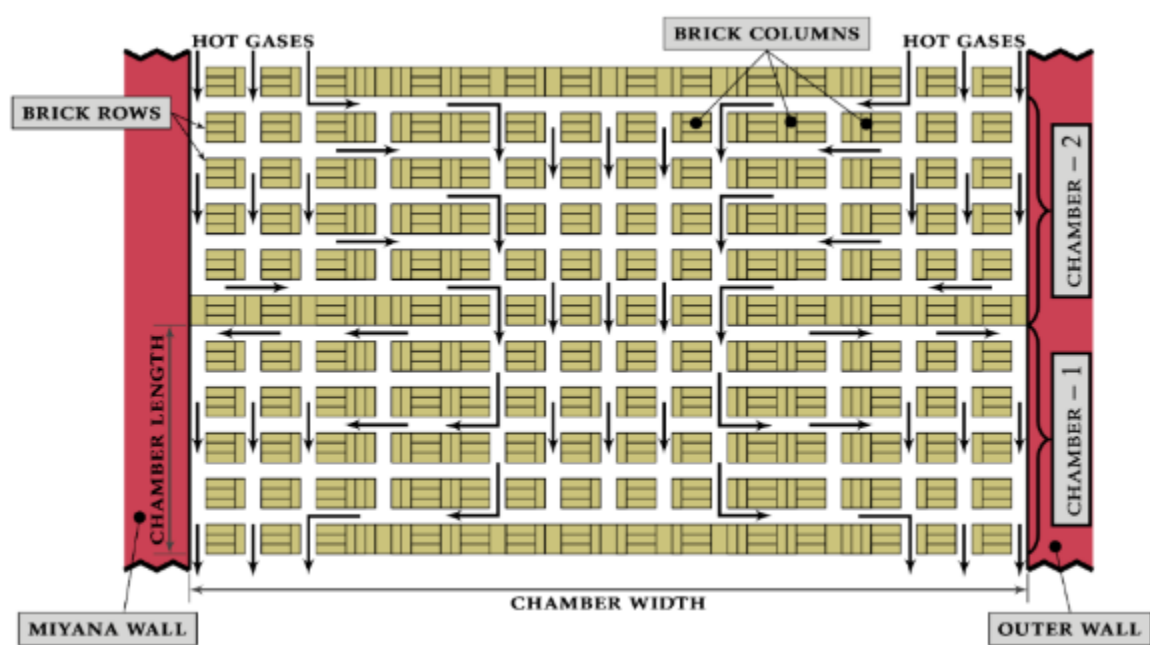 BRICK COLUMNS
HOT GASES
HOT GASES
BRICK ROWS
CHAMBER – 2
CHAMBER LENGTH
CHAMBER – 1
CHAMBER WIDTH
MIYANA WALL
OUTER WALL